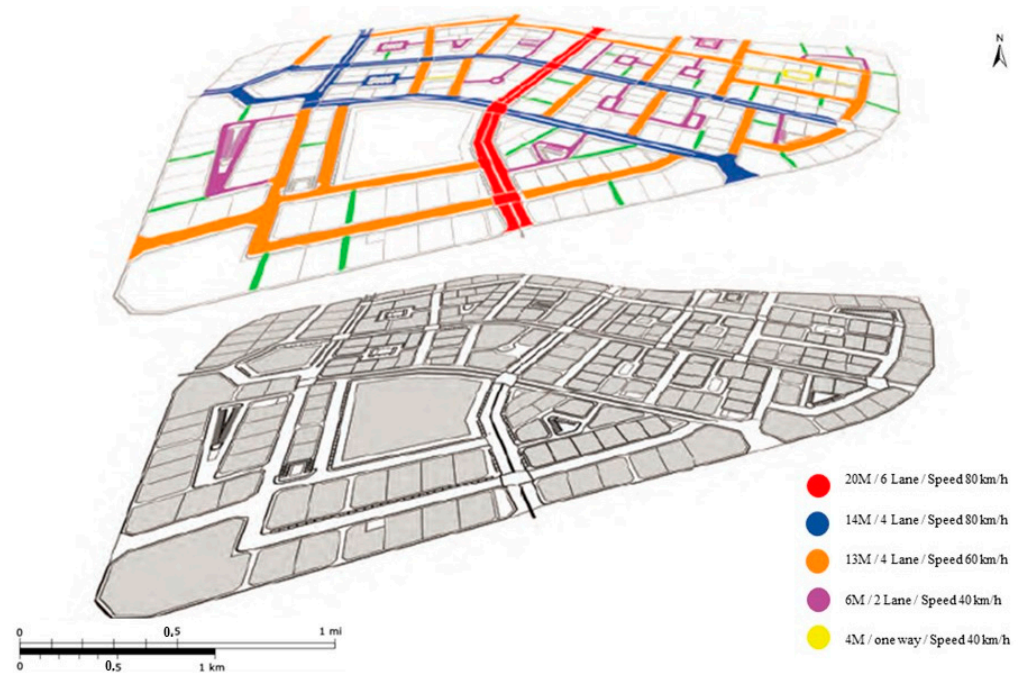 N
20M / 6 Lane / Speed 80 km/h
14M / 4 Lane / Speed 80 km/h
13M / 4 Lane / Speed 60 km/h
6M / 2 Lane / Speed 40 km/h
4M / one way / Speed 40 km/h
0 0.5 1 mi
0 0.5 1 km